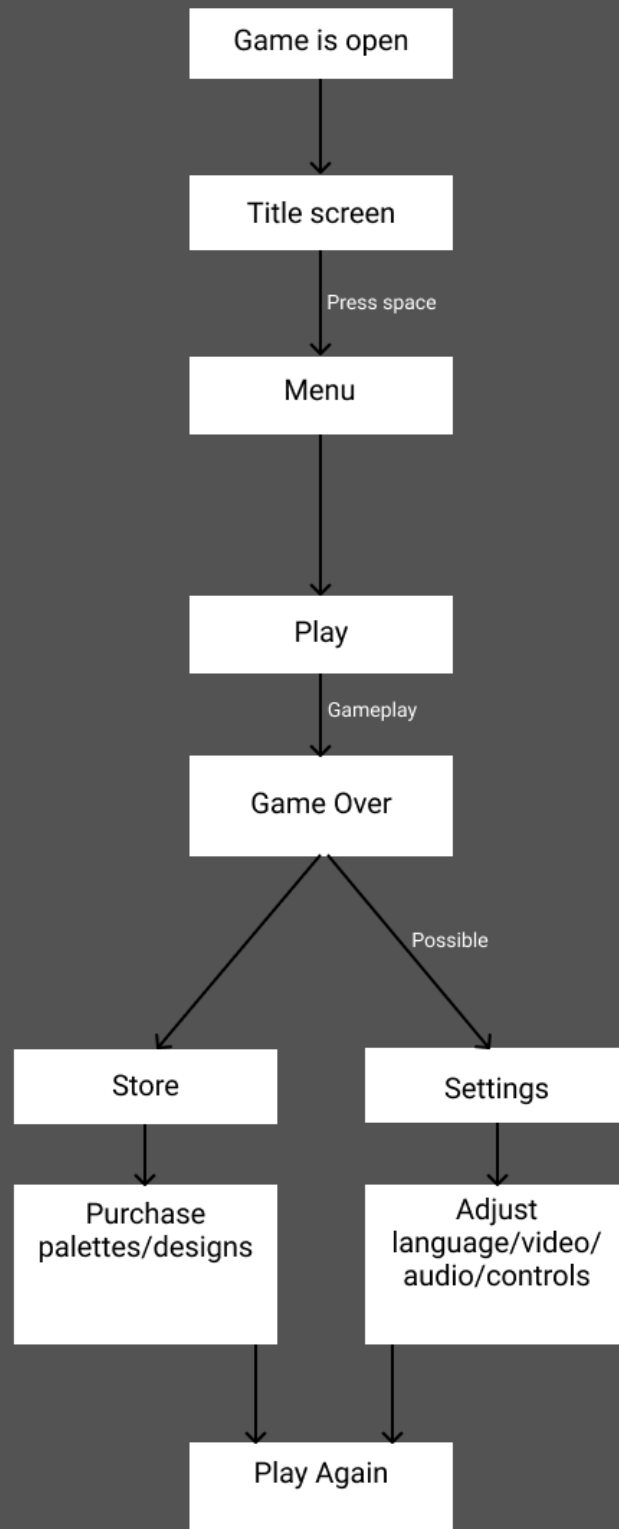 Game is open
Title screen
Press space
Menu
Play
Gameplay
Game Over
Possible
Store
Settings
Purchase
palettes/designs
Adjust
language/video/
audio/controls
Play Again